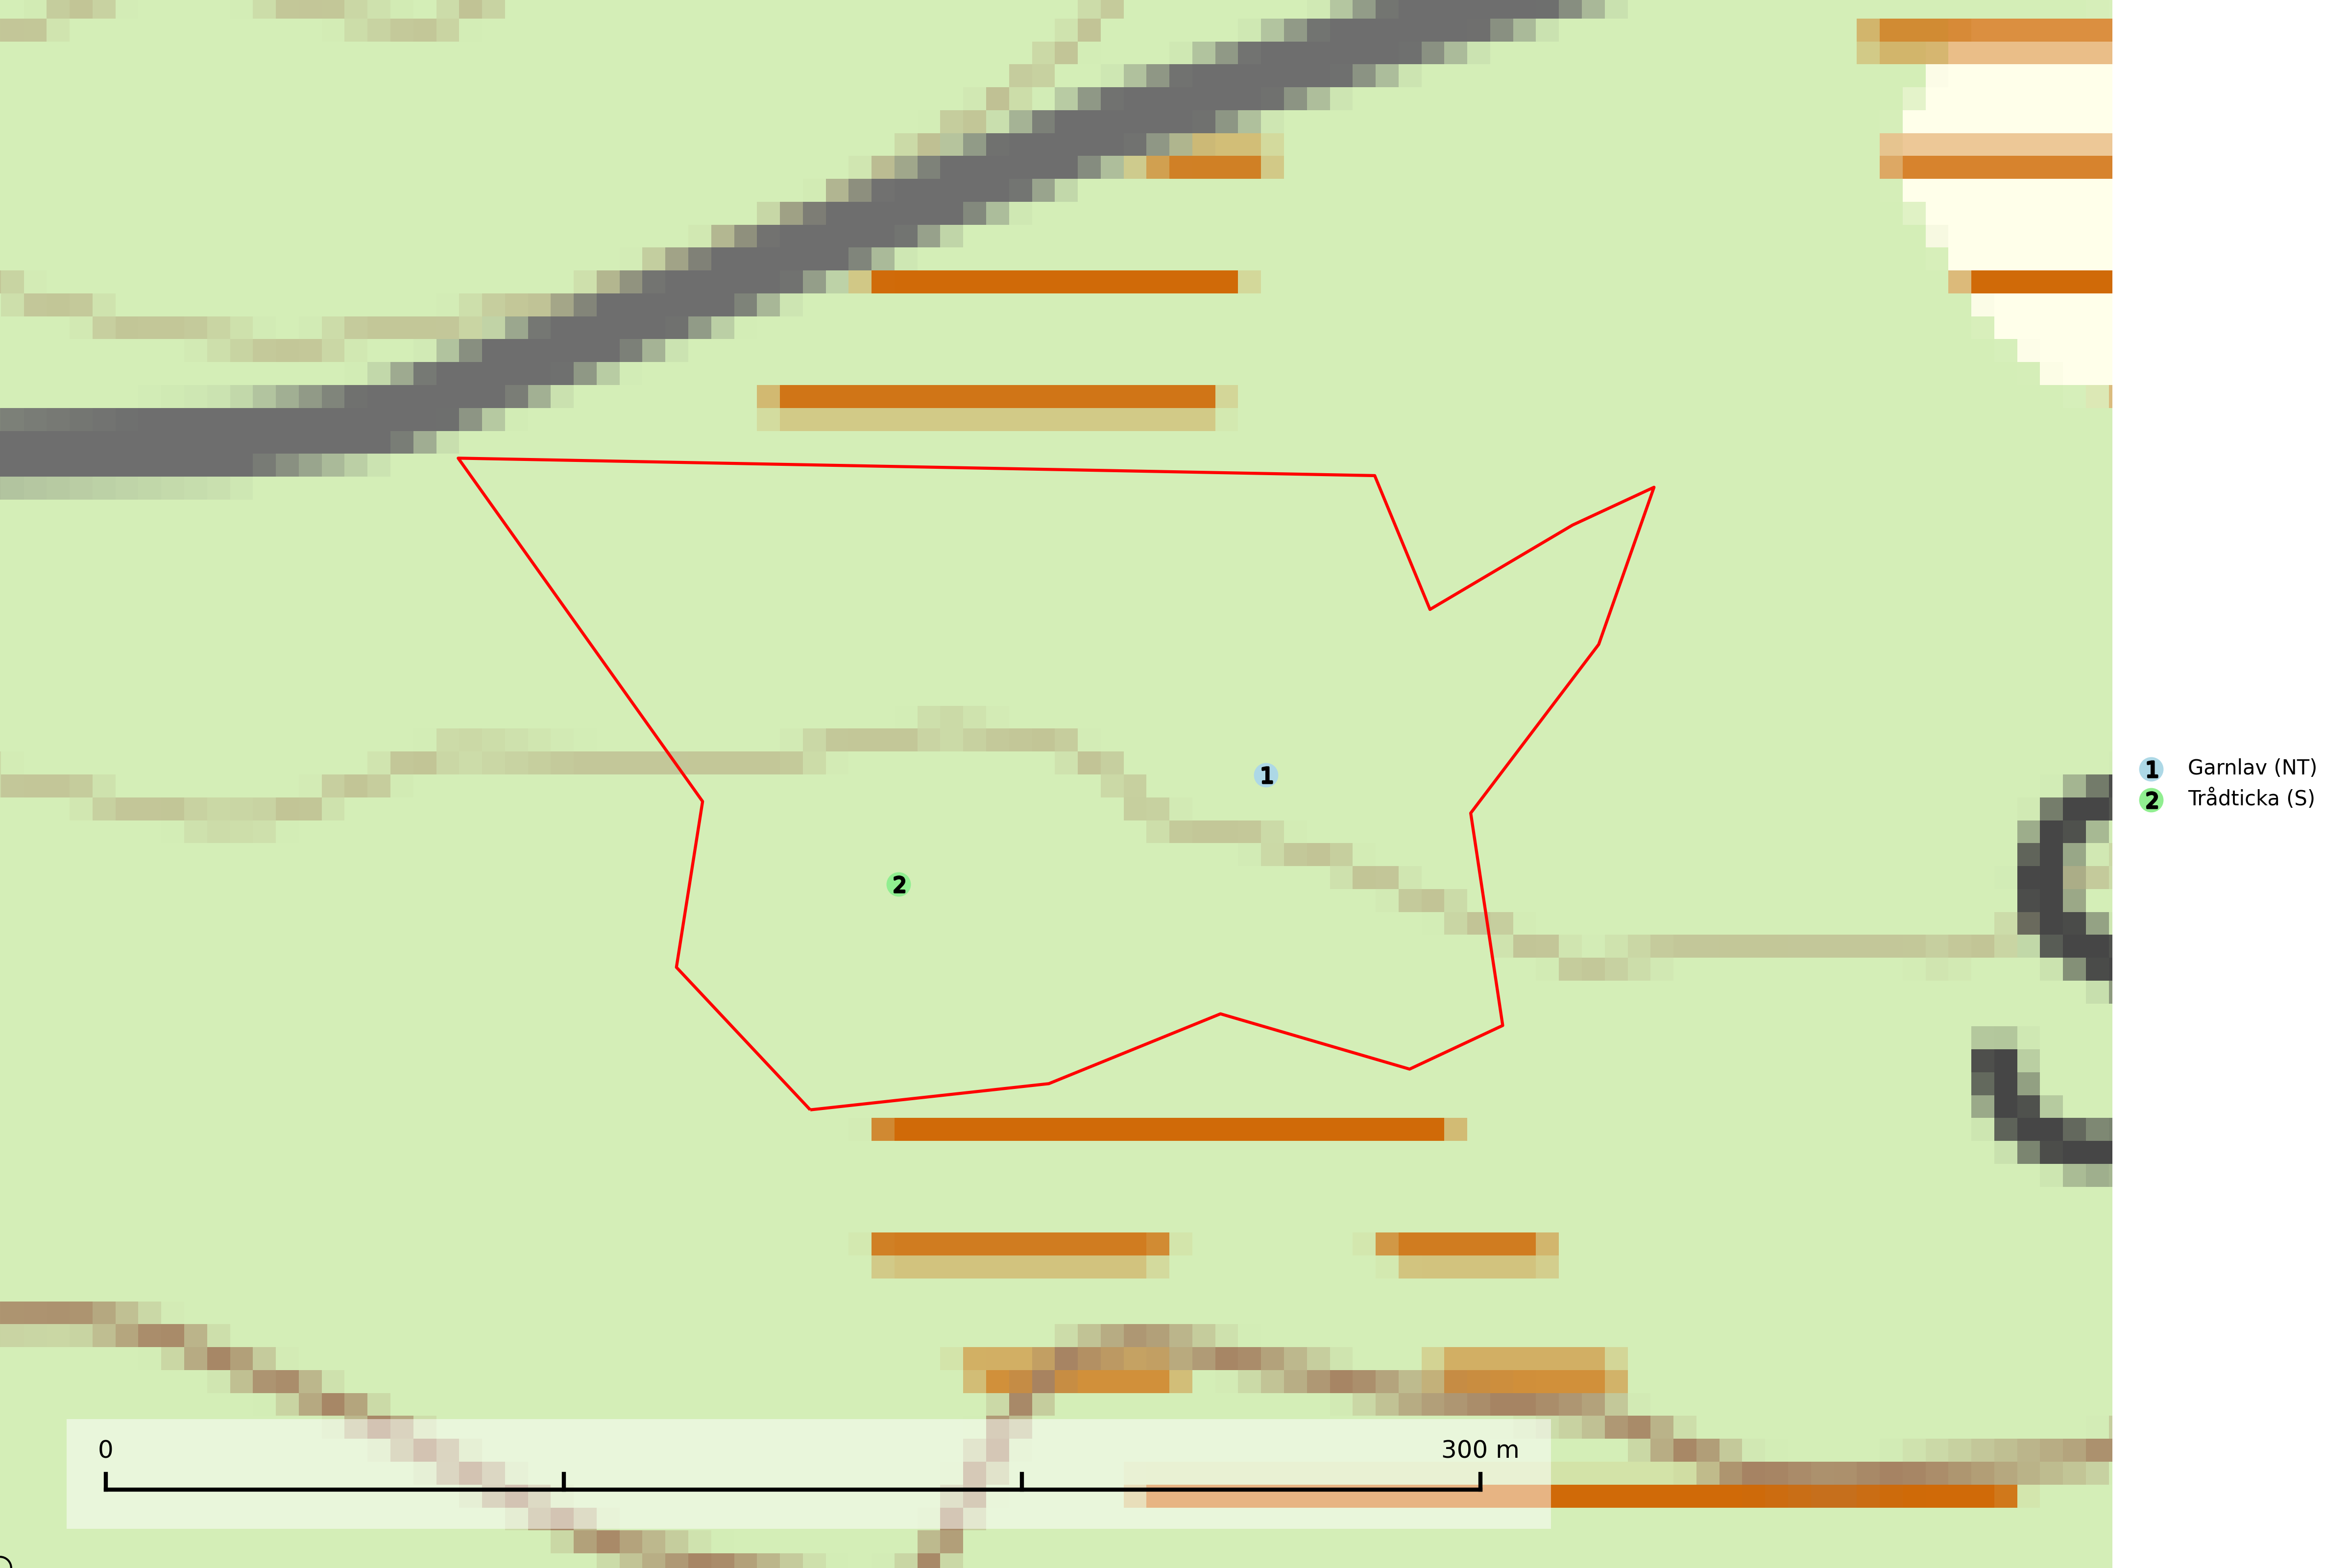 1
2
1 Garnlav (NT)
2 Trådticka (S)
0 300 m